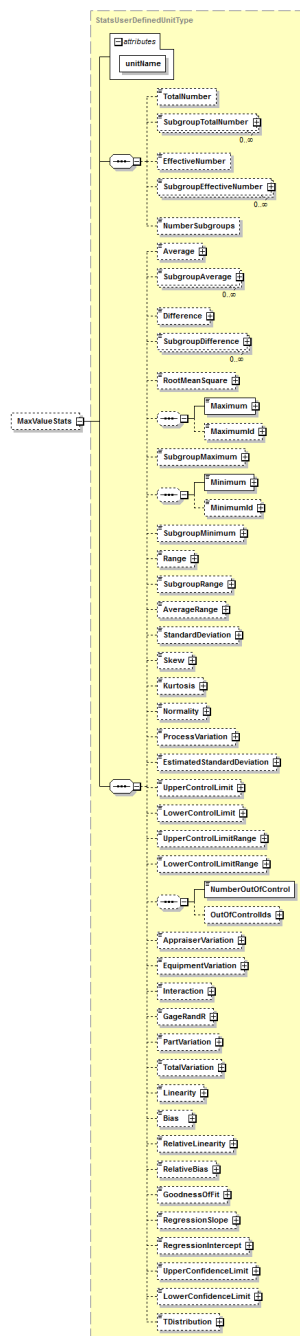 StatsUserDefinedUnitType
attributes
unitName
TotalNumber
SubgroupTotalNumber
0..∞
EffectiveNumber
SubgroupEffectiveNumber
0..∞
NumberSubgroups
Average
SubgroupAverage
0..∞
Difference
SubgroupDifference
0..∞
RootMeanSquare
Maximum
MaxValueStats
MaximumId
SubgroupMaximum
Minimum
MinimumId
SubgroupMinimum
Range
SubgroupRange
AverageRange
StandardDeviation
Skew
Kurtosis
Normality
ProcessVariation
EstimatedStandardDeviation
UpperControlLimit
LowerControlLimit
UpperControlLimitRange
LowerControlLimitRange
NumberOutOfControl
OutOfControlIds
AppraiserVariation
EquipmentVariation
Interaction
GageRandR
PartVariation
TotalVariation
Linearity
Bias
RelativeLinearity
RelativeBias
GoodnessOfFit
RegressionSlope
RegressionIntercept
UpperConfidenceLimit
LowerConfidenceLimit
TDistribution